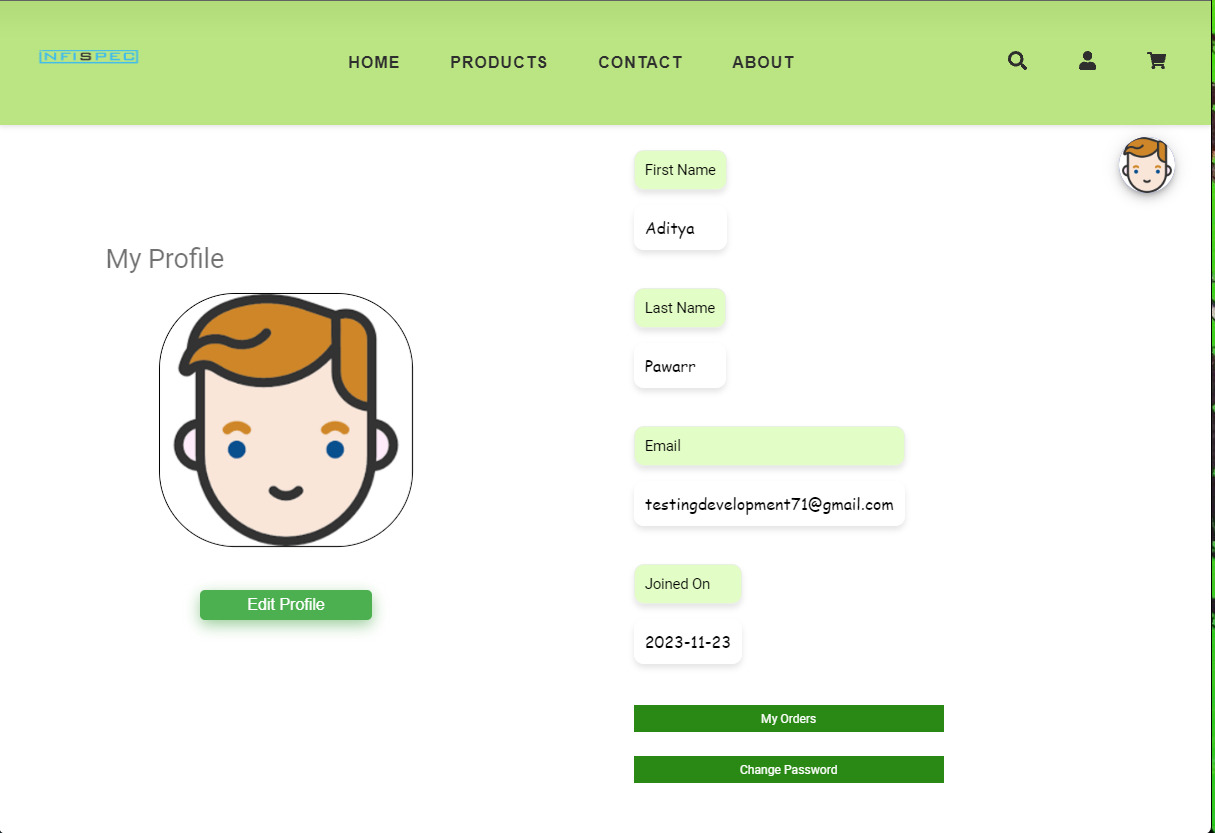 INFISPEC
HOME PRODUCTS CONTACT ABOUT
My Profile
Edit Profile
First Name
Aditya
Last Name
Pawarr
Email
testingdevelopment71@gmail.com
Joined On
2023-11-23
My Orders
Change Password